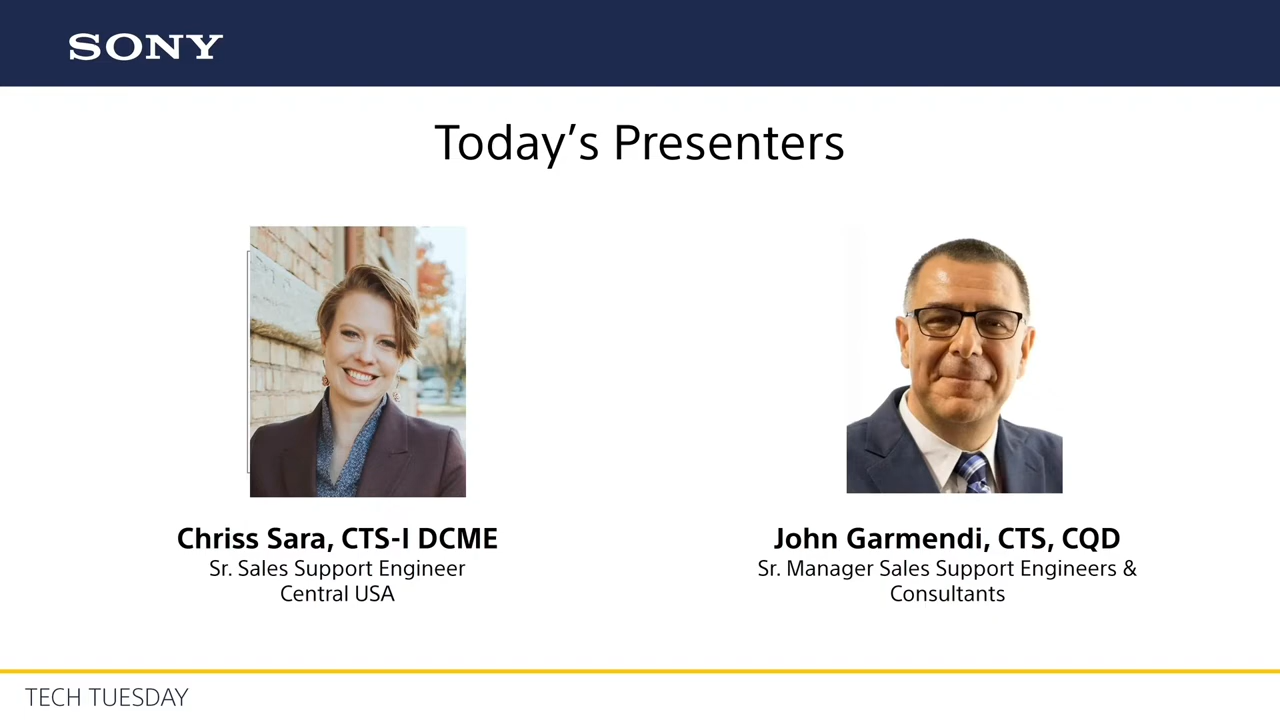 SONY
Today’s Presenters
Chriss Sara, CTS-I DCME
Sr. Sales Support Engineer
Central USA
John Garmendi, CTS, CQD
Sr. Manager Sales Support Engineers &
Consultants
TECH TUESDAY